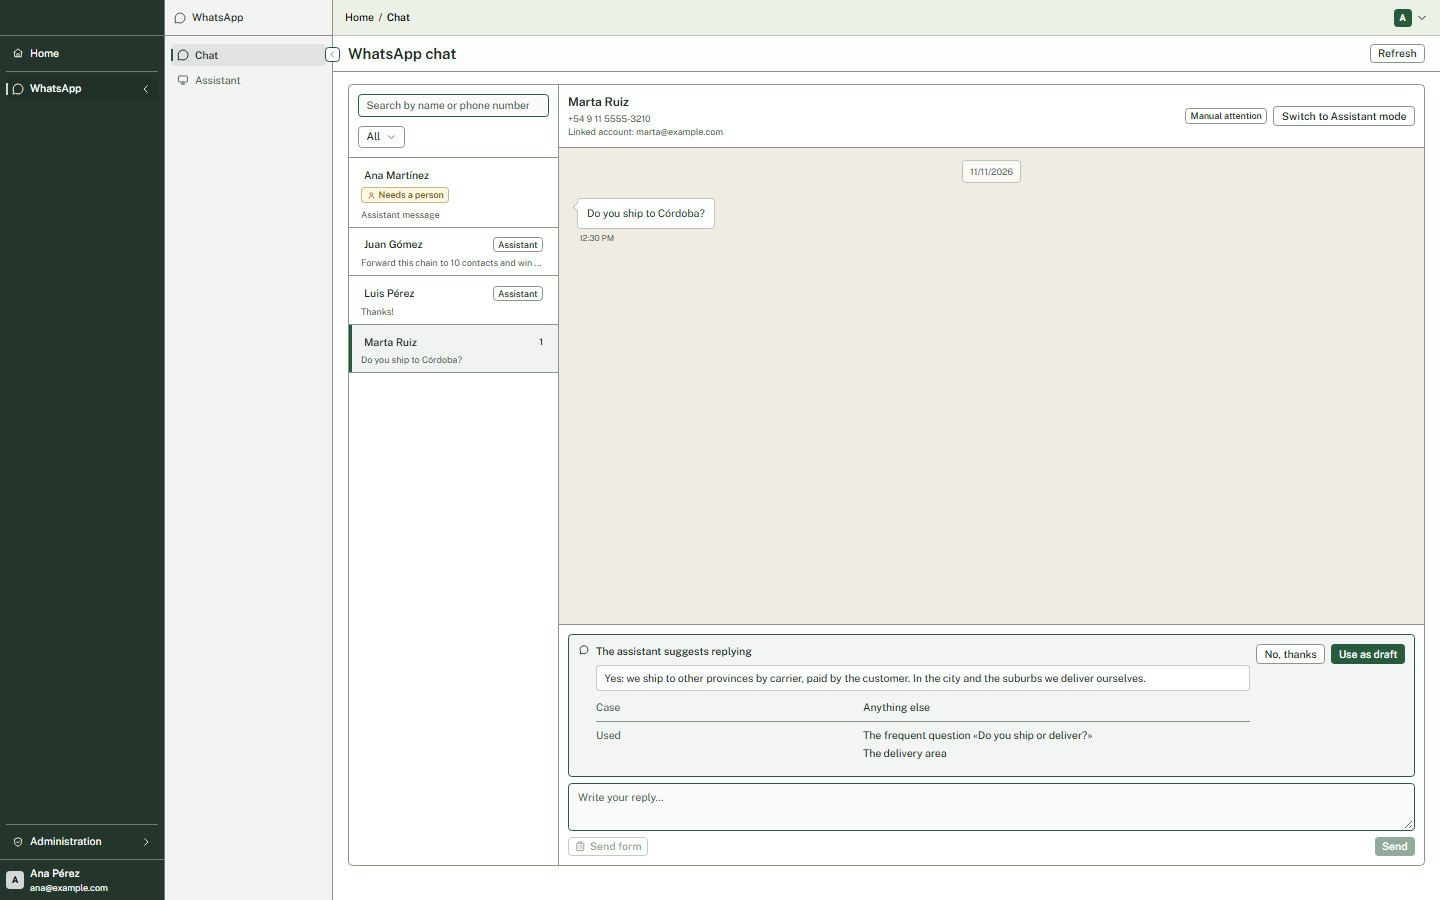 WhatsApp
Home / Chat
A
Home
WhatsApp
Chat
Assistant
WhatsApp chat
Refresh
Search by name or phone number
All
Ana Martínez
Needs a person
Assistant message
Juan Gómez
Assistant
Forward this chain to 10 contacts and win ...
Luis Pérez
Assistant
Thanks!
Marta Ruiz
1
Do you ship to Córdoba?
Marta Ruiz
+54 9 11 5555-3210
Linked account: marta@example.com
Manual attention
Switch to Assistant mode
11/11/2026
Do you ship to Córdoba?
12:30 PM
The assistant suggests replying
No, thanks
Use as draft
Yes: we ship to other provinces by carrier, paid by the customer. In the city and the suburbs we deliver ourselves.
Case
Anything else
Used
The frequent question «Do you ship or deliver?»
The delivery area
Write your reply...
Send form
Send
Administration
A
Ana Pérez
ana@example.com